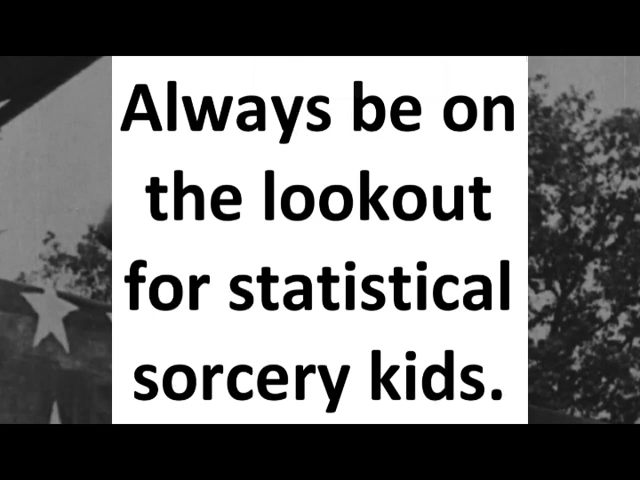 Always be on
the lookout
for statistical
sorcery kids.